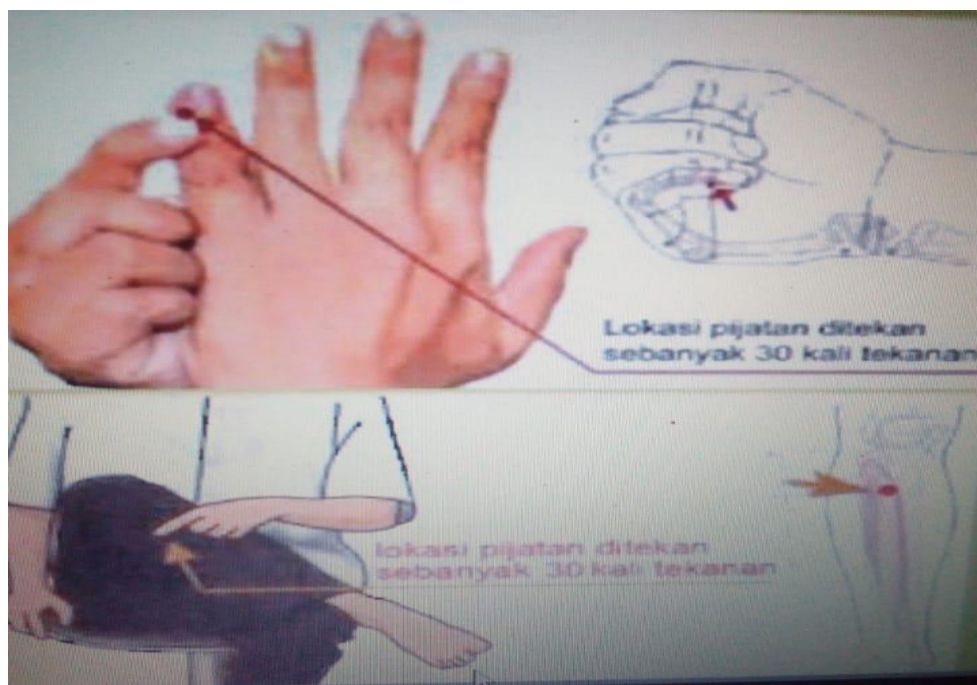 Lokasi pijatan ditekan
sebanyak 30 kali tekanan
lokasi pijatan ditekan
sebanyak 30 kali tekanan